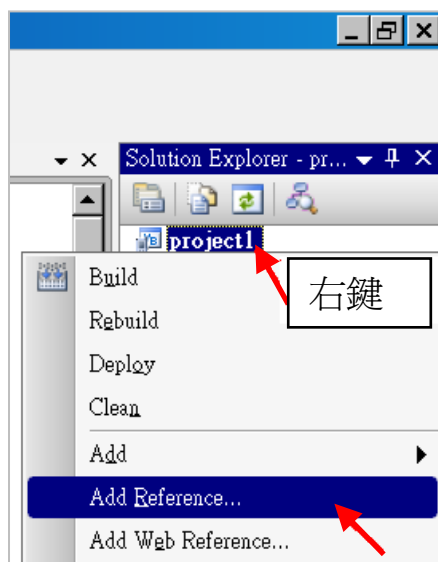 Solution Explorer - pr...
project1
右鍵
Build
Rebuild
Deploy
Clean
Add
Add Reference...
Add Web Reference...